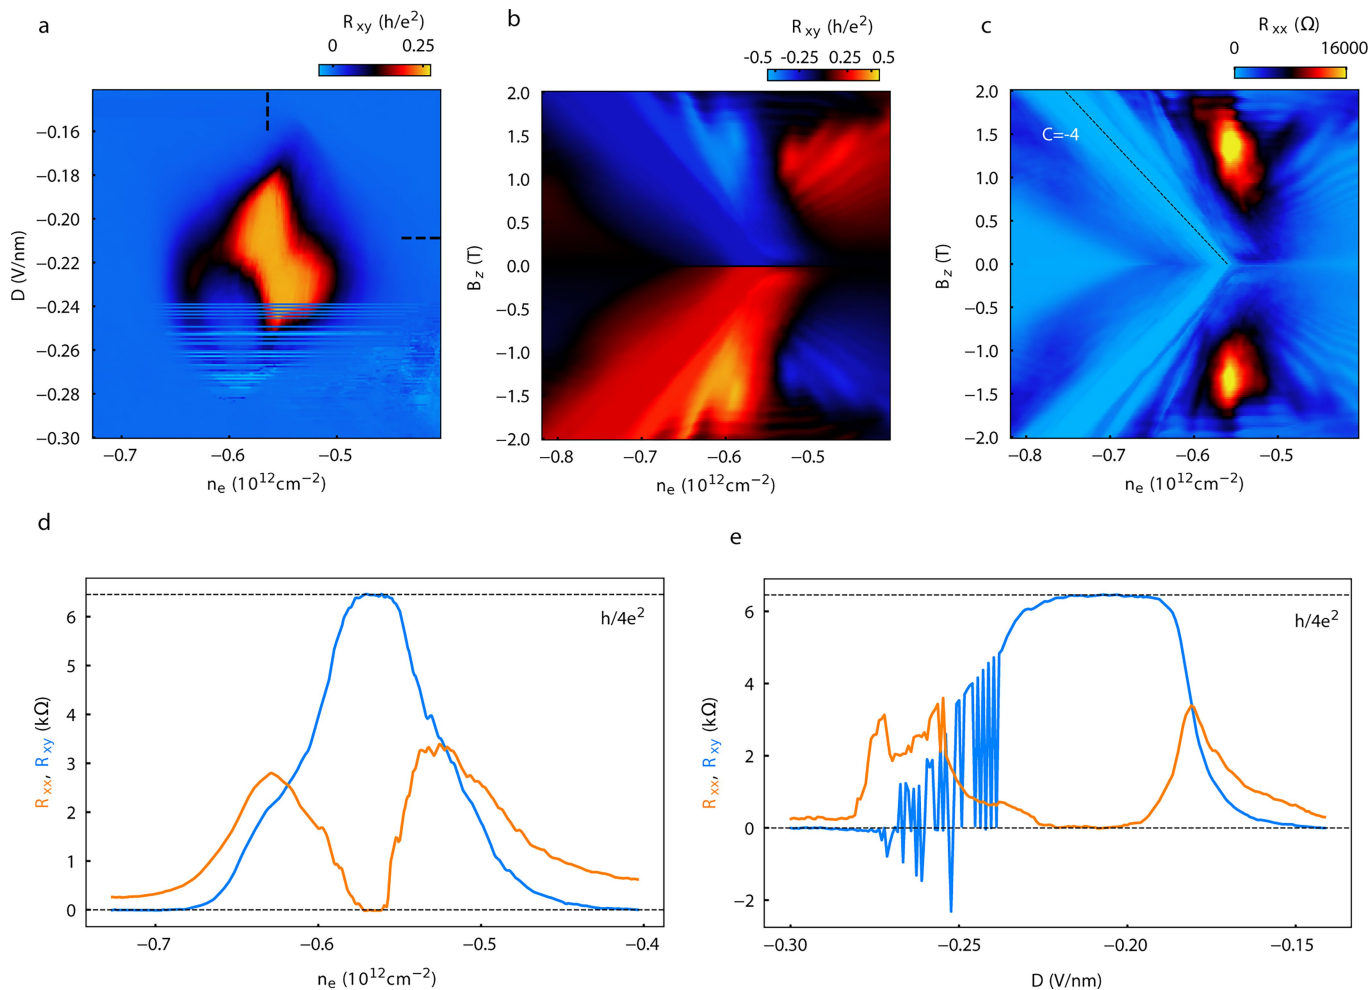 a
R xy (h/e²)
0 0.25
D (V/nm)
−0.16
−0.18
−0.20
−0.22
−0.24
−0.26
−0.28
−0.30
−0.7 −0.6 −0.5
nₑ (10¹²cm⁻²)
b
R xy (h/e²)
-0.5 -0.25 0.25 0.5
B z (T)
2.0
1.5
1.0
0.5
0.0
−0.5
−1.0
−1.5
−2.0
−0.8 −0.7 −0.6 −0.5
nₑ (10¹²cm⁻²)
c
R xx (Ω)
0 16000
C=-4
B z (T)
2.0
1.5
1.0
0.5
0.0
−0.5
−1.0
−1.5
−2.0
−0.8 −0.7 −0.6 −0.5
nₑ (10¹²cm⁻²)
d
R xx, R xy (kΩ)
h/4e²
6
5
4
3
2
1
0
−0.7 −0.6 −0.5 −0.4
nₑ (10¹²cm⁻²)
e
R xx, R xy (kΩ)
h/4e²
6
4
2
0
−2
−0.30 −0.25 −0.20 −0.15
D (V/nm)